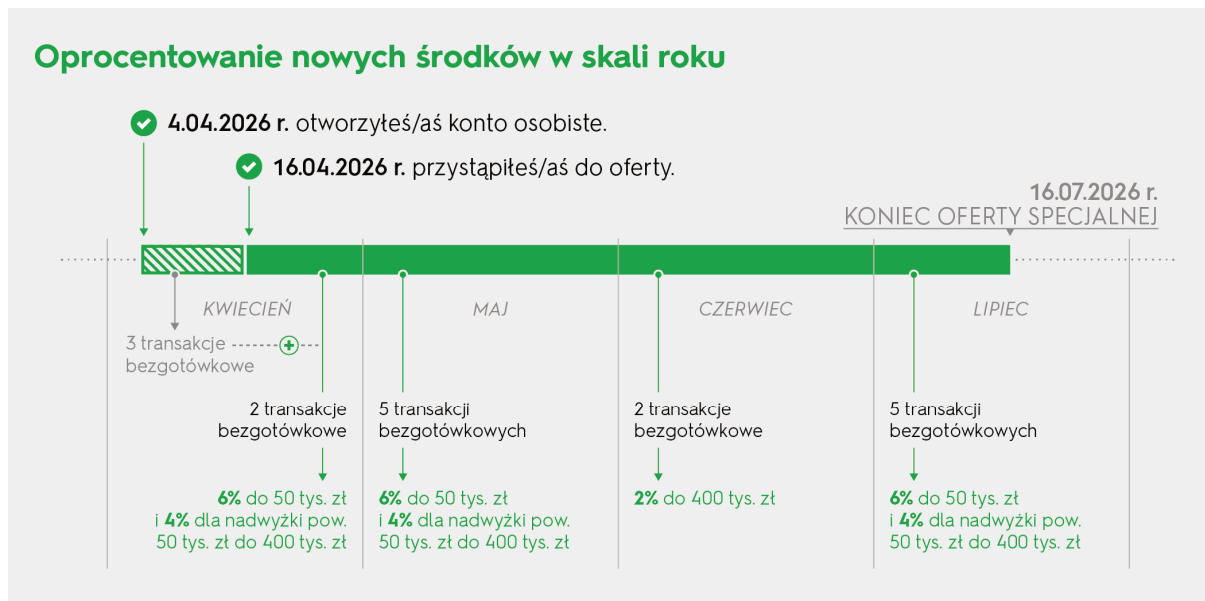 Oprocentowanie nowych środków w skali roku
4.04.2026 r. otworzyłeś/aś konto osobiste.
16.04.2026 r. przystąpiłeś/aś do oferty.
16.07.2026 r.
KONIEC OFERTY SPECJALNEJ
KWIECIEŃ
MAJ
CZERWIEC
LIPIEC
3 transakcje
bezgotówkowe
2 transakcje
bezgotówkowe
6% do 50 tys. zł
i 4% dla nadwyżki pow.
50 tys. zł do 400 tys. zł
5 transakcji
bezgotówkowych
6% do 50 tys. zł
i 4% dla nadwyżki pow.
50 tys. zł do 400 tys. zł
2 transakcje
bezgotówkowe
2% do 400 tys. zł
5 transakcji
bezgotówkowych
6% do 50 tys. zł
i 4% dla nadwyżki pow.
50 tys. zł do 400 tys. zł